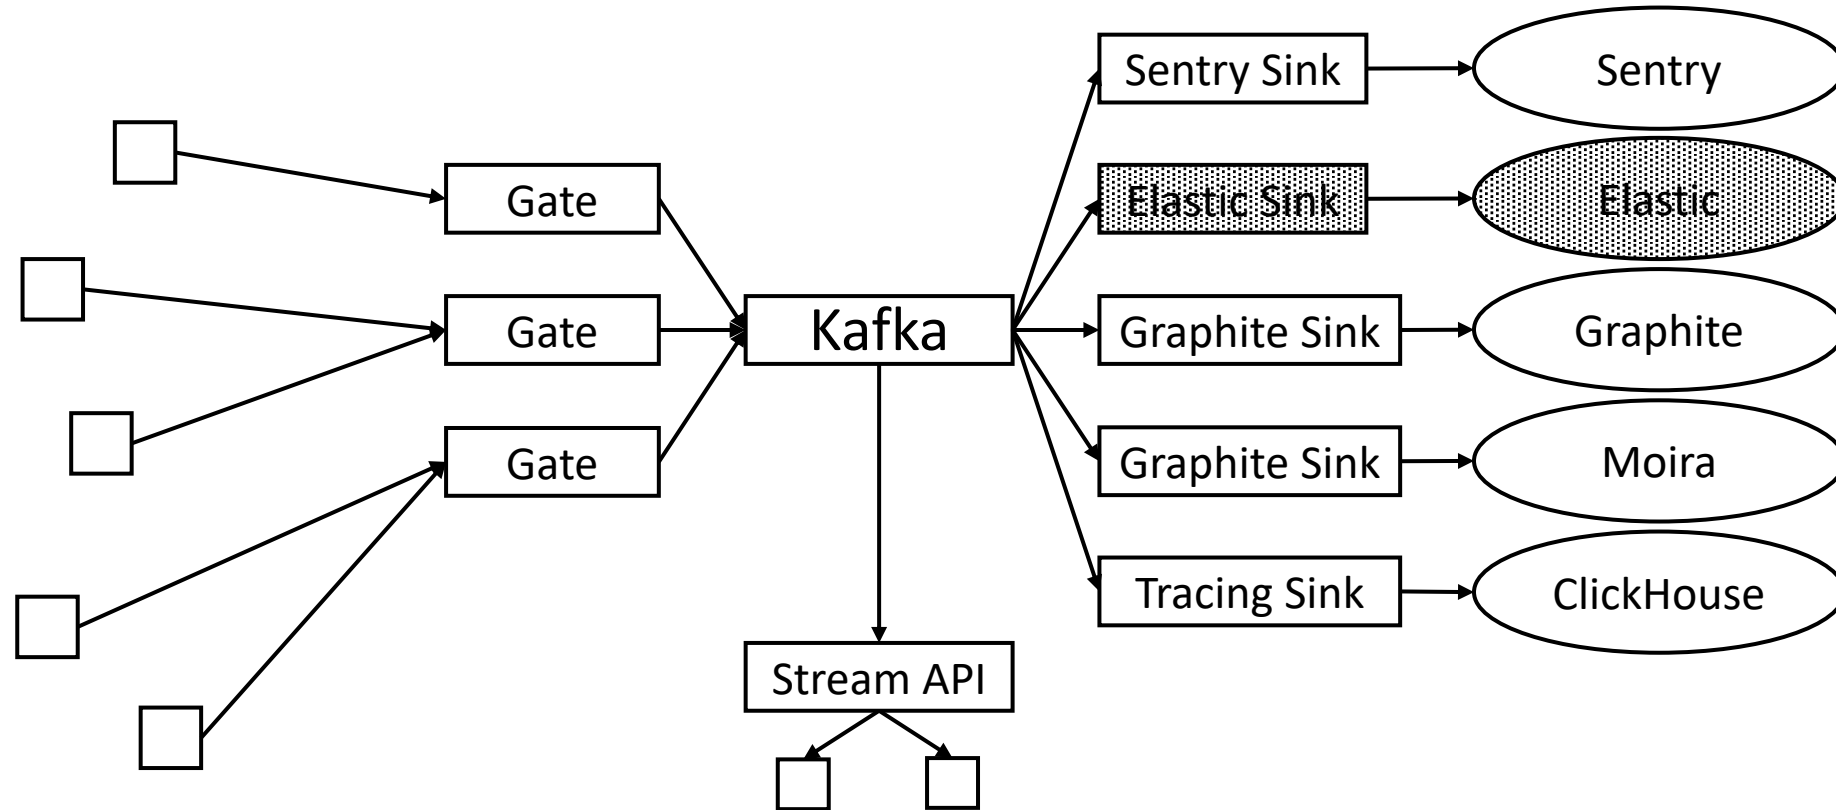 Sentry Sink
Sentry
Gate
Elastic Sink
Elastic
Gate
Kafka
Graphite Sink
Graphite
Gate
Graphite Sink
Moira
Tracing Sink
ClickHouse
Stream API